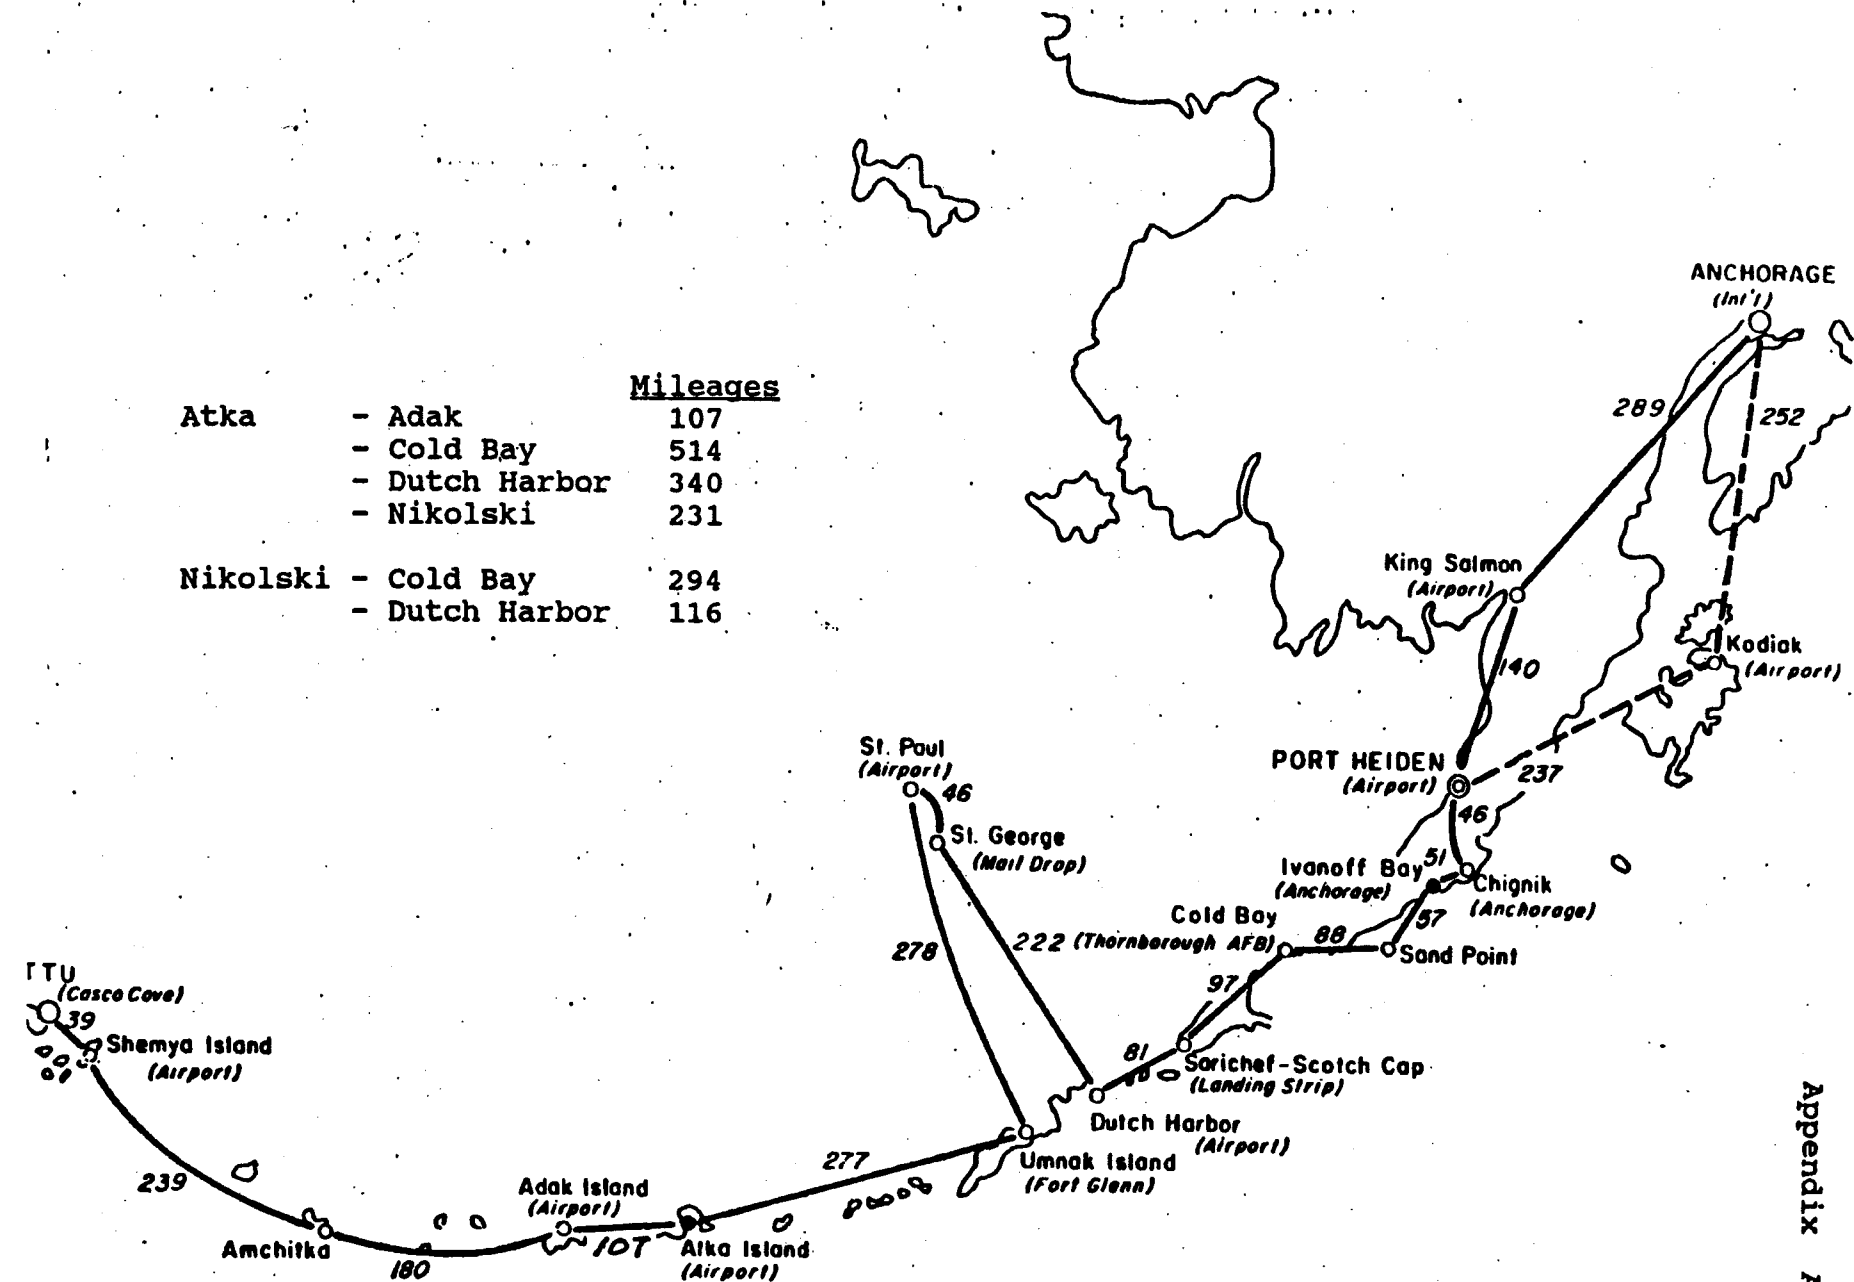 ANCHORAGE
(Int'l)
Mileages
Atka - Adak 107
- Cold Bay 514
- Dutch Harbor 340
- Nikolski 231
Nikolski - Cold Bay 294
- Dutch Harbor 116
289
252
King Salmon
(Airport)
140
Kodiak
(Airport)
St. Paul
(Airport)
46
PORT HEIDEN
(Airport)
237
46
St. George
(Mail Drop)
Ivanoff Bay
(Anchorage)
51
Chignik
(Anchorage)
57
Cold Bay
(Thornborough AFB)
88
Sand Point
278
222
97
TTU
(Casco Cove)
39
Shemya Island
(Airport)
81
Sarichef-Scotch Cap
(Landing Strip)
Dutch Harbor
(Airport)
Umnak Island
(Fort Glenn)
277
239
Adak Island
(Airport)
107
Amchitka
180
Atka Island
(Airport)
Appendix